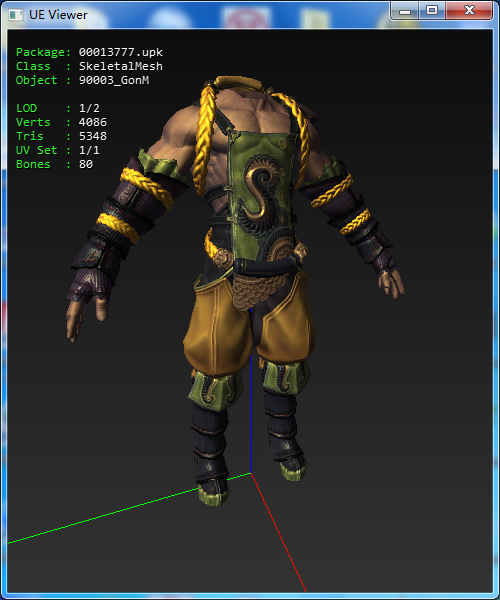 UE Viewer
Package: 00013777.upk
Class : SkeletalMesh
Object : 90003_GonM
LOD : 1/2
Verts : 4086
Tris : 5348
UV Set : 1/1
Bones : 80